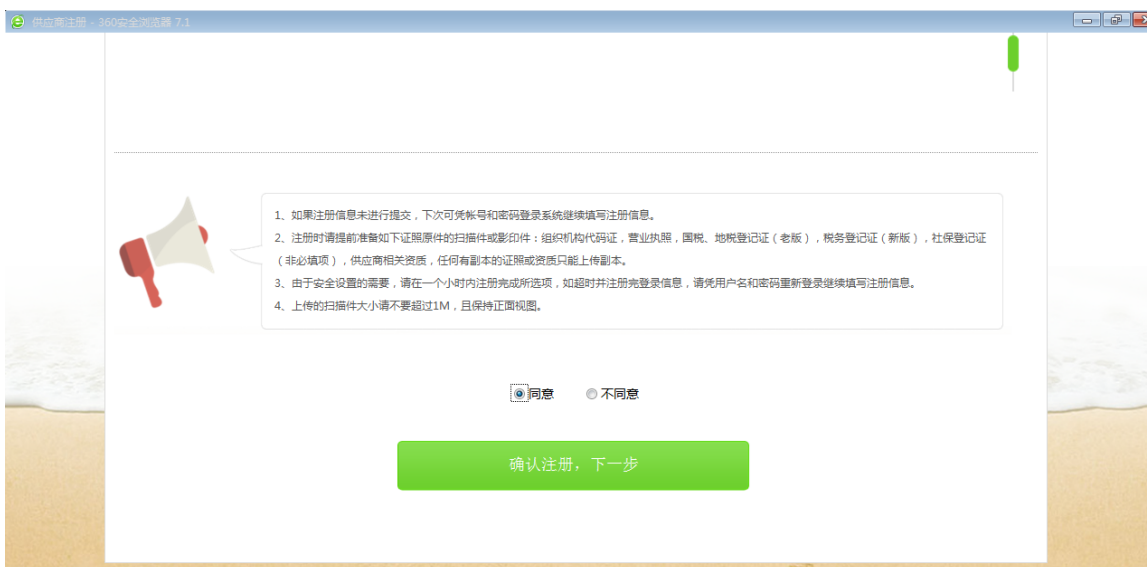 供应商注册 - 360安全浏览器 7.1
1、如果注册信息未进行提交，下次可凭帐号和密码登录系统继续填写注册信息。
2、注册时请提前准备如下证照原件的扫描件或影印件：组织机构代码证，营业执照，国税、地税登记证（老版），税务登记证（新版），社保登记证
（非必填项），供应商相关资质，任何有副本的证照或资质只能上传副本。
3、由于安全设置的需要，请在一个小时内注册完成所选项，如超时并注册完登录信息，请凭用户名和密码重新登录继续填写注册信息。
4、上传的扫描件大小请不要超过1M，且保持正面视图。
同意 不同意
确认注册，下一步